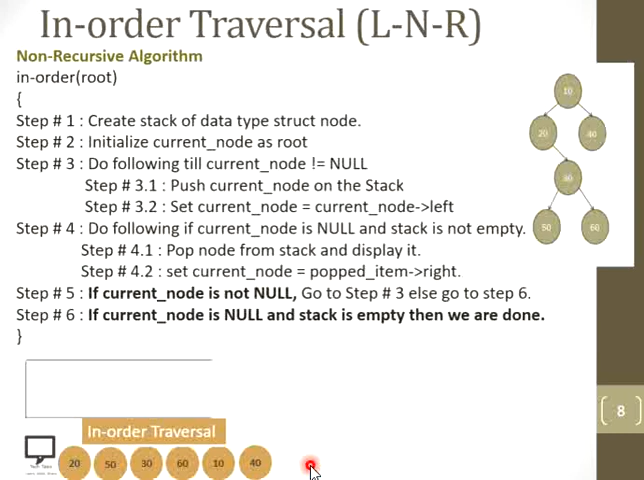 In-order Traversal (L-N-R)
Non-Recursive Algorithm
in-order(root)
{
Step # 1 : Create stack of data type struct node.
Step # 2 : Initialize current_node as root
Step # 3 : Do following till current_node != NULL
Step # 3.1 : Push current_node on the Stack
Step # 3.2 : Set current_node = current_node->left
Step # 4 : Do following if current_node is NULL and stack is not empty.
Step # 4.1 : Pop node from stack and display it.
Step # 4.2 : set current_node = popped_item->right.
Step # 5 : If current_node is not NULL, Go to Step # 3 else go to step 6.
Step # 6 : If current_node is NULL and stack is empty then we are done.
}
10
20 40
50 60
8
In-order Traversal
20 50 30 60 10 40